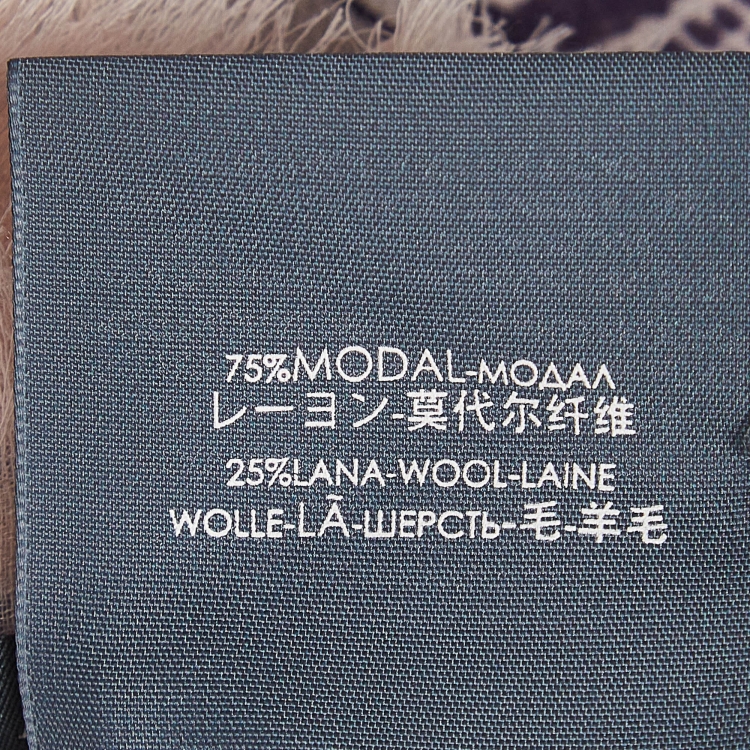 75%MODAL-МОДАЛ
レーヨン-莫代尔纤维
25%LANA-WOOL-LAINE
WOLLE-LÃ-ШЕРСТЬ-毛-羊毛